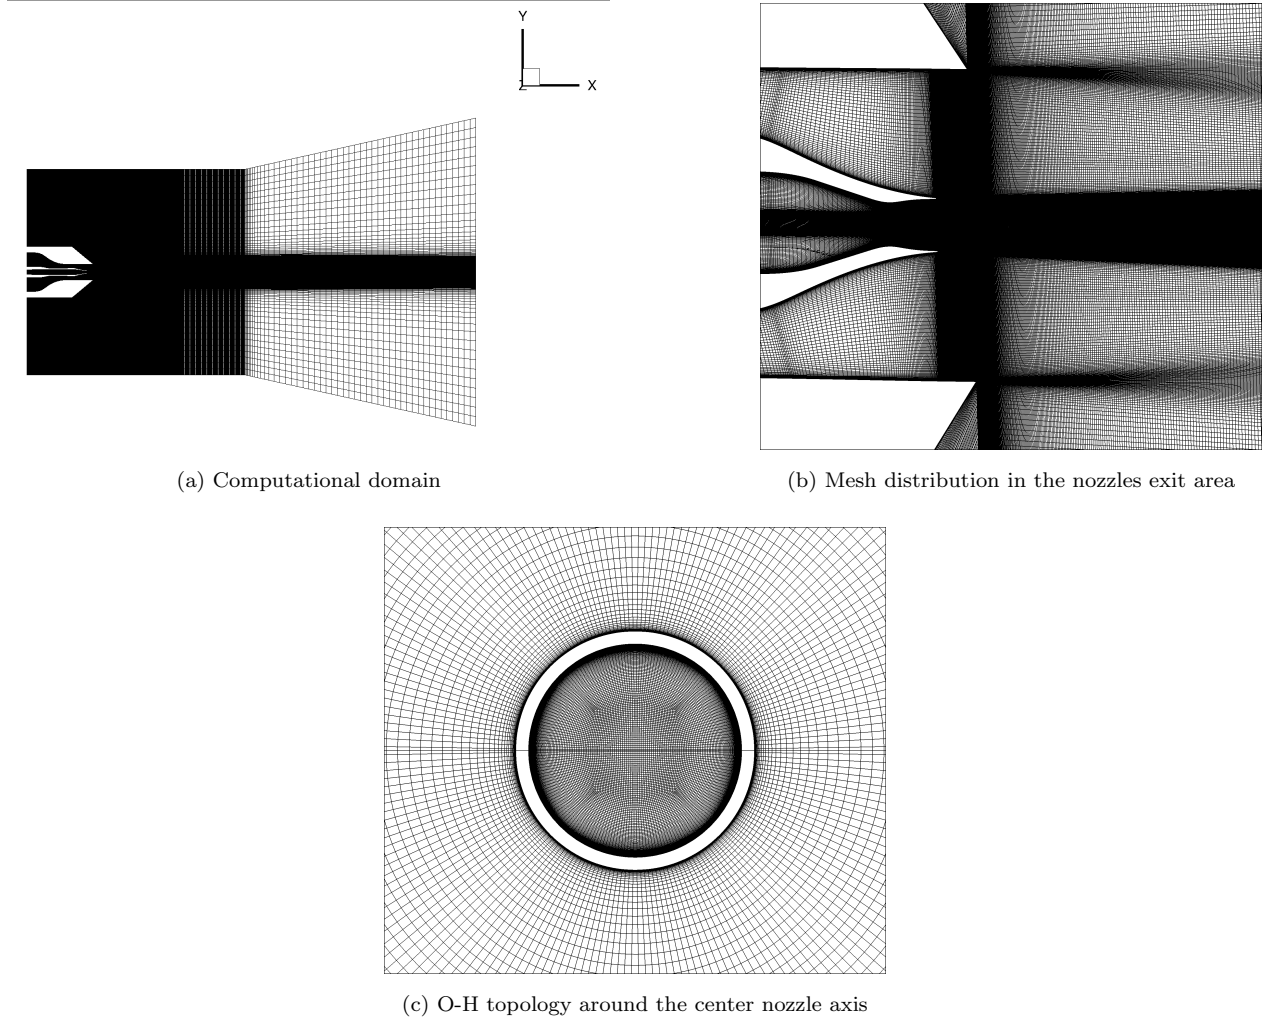 Y
X
Z
(a) Computational domain
(b) Mesh distribution in the nozzles exit area
(c) O-H topology around the center nozzle axis